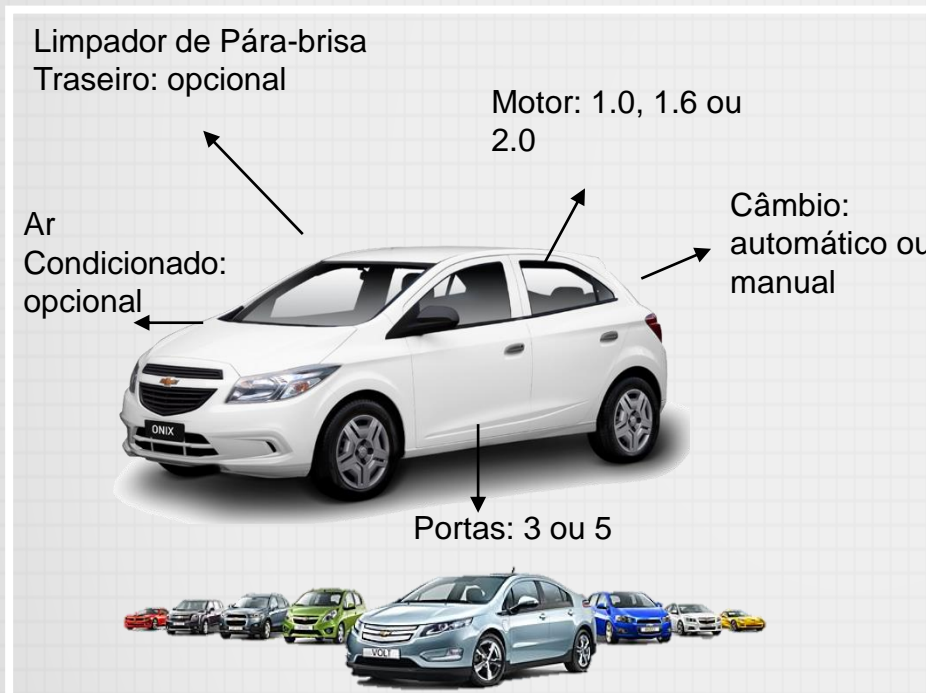 Limpador de Pára-brisa
Traseiro: opcional
Motor: 1.0, 1.6 ou
2.0
Ar
Condicionado:
opcional
Câmbio:
automático ou
manual
ONIX
Portas: 3 ou 5
VOLT